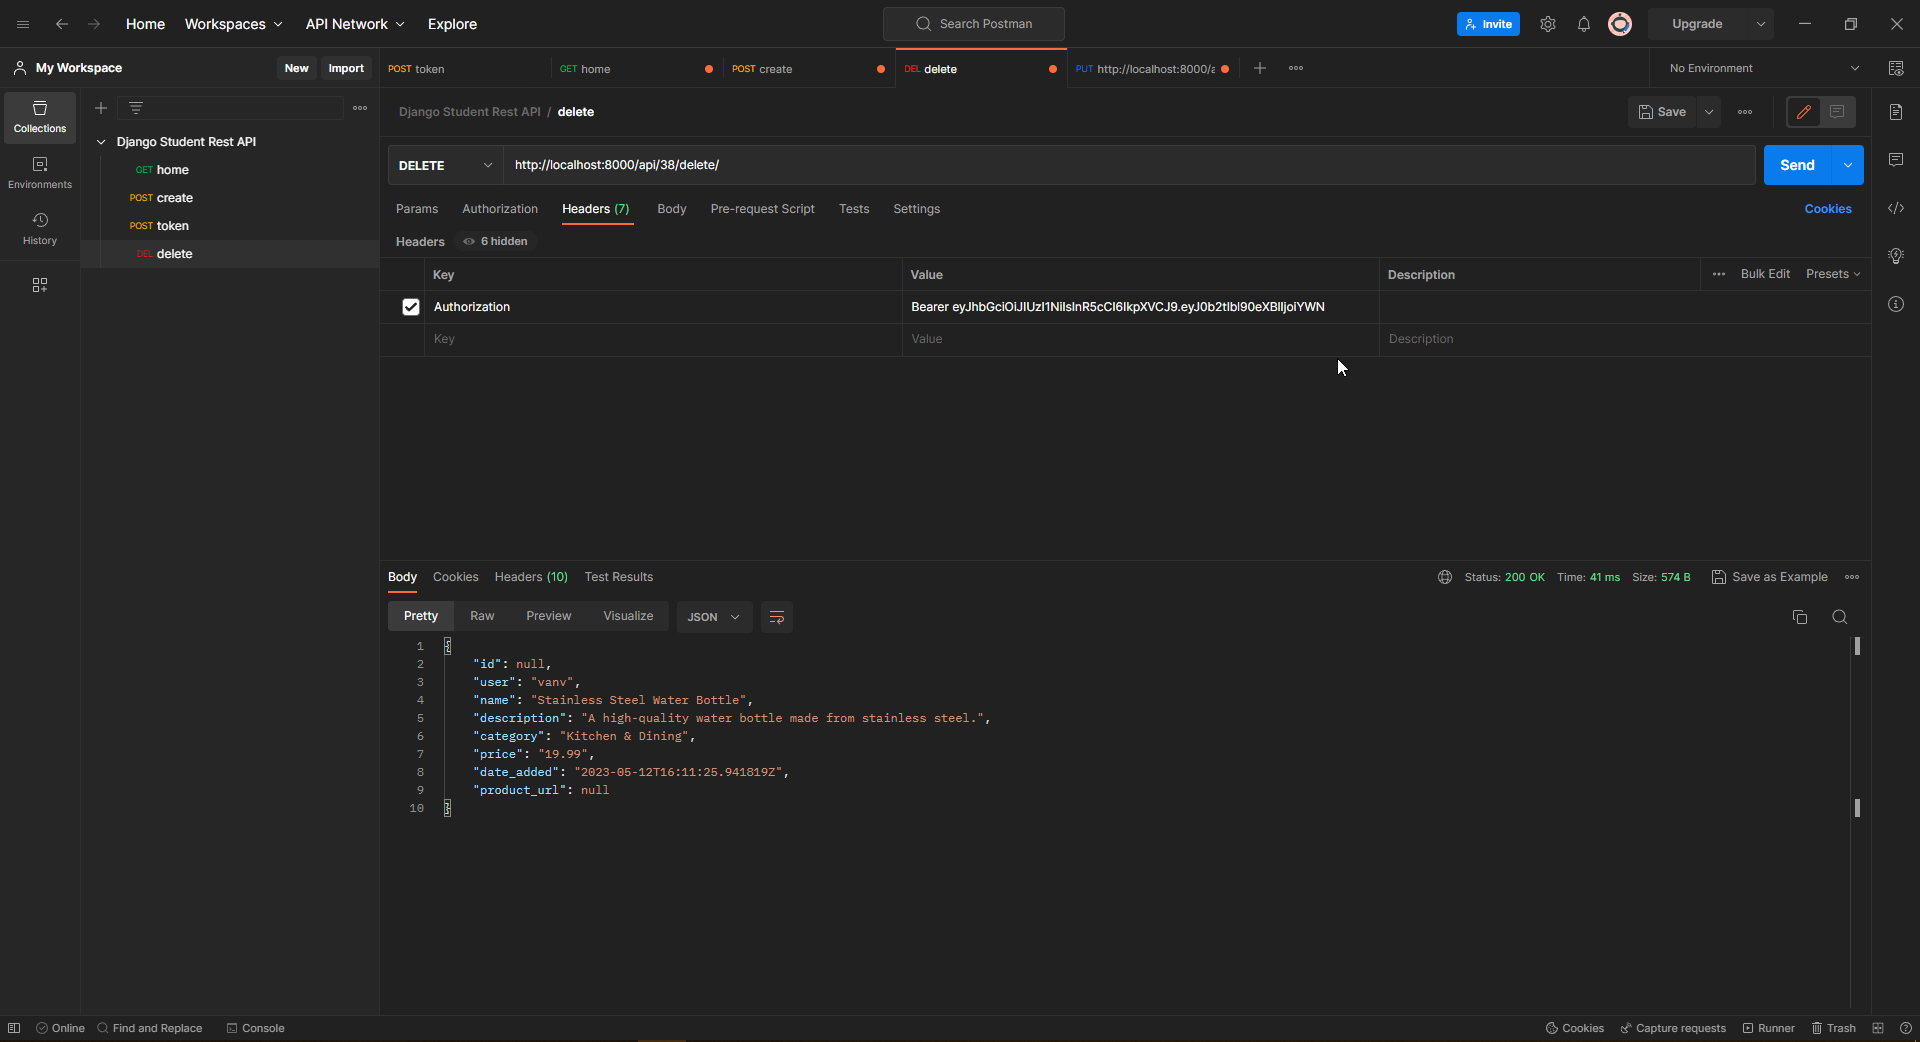 Home Workspaces API Network Explore Search Postman Invite Upgrade
My Workspace New Import POST token GET home POST create DEL delete PUT http://localhost:8000/a No Environment
Collections
Environments
History
Django Student Rest API
GET home
POST create
POST token
DEL delete
Django Student Rest API / delete Save
DELETE http://localhost:8000/api/38/delete/ Send
Params Authorization Headers (7) Body Pre-request Script Tests Settings Cookies
Headers 6 hidden
Key Value Description Bulk Edit Presets
Authorization Bearer eyJhbGciOiJIUzI1NiIsInR5cCI6IkpXVCJ9.eyJ0b2tlbl90eXBlIjoiYWN
Key Value Description
Body Cookies Headers (10) Test Results Status: 200 OK Time: 41 ms Size: 574 B Save as Example
Pretty Raw Preview Visualize JSON
1 {
2 "id": null,
3 "user": "vanv",
4 "name": "Stainless Steel Water Bottle",
5 "description": "A high-quality water bottle made from stainless steel.",
6 "category": "Kitchen & Dining",
7 "price": "19.99",
8 "date_added": "2023-05-12T16:11:25.941819Z",
9 "product_url": null
10 }
Online Find and Replace Console Cookies Capture requests Runner Trash